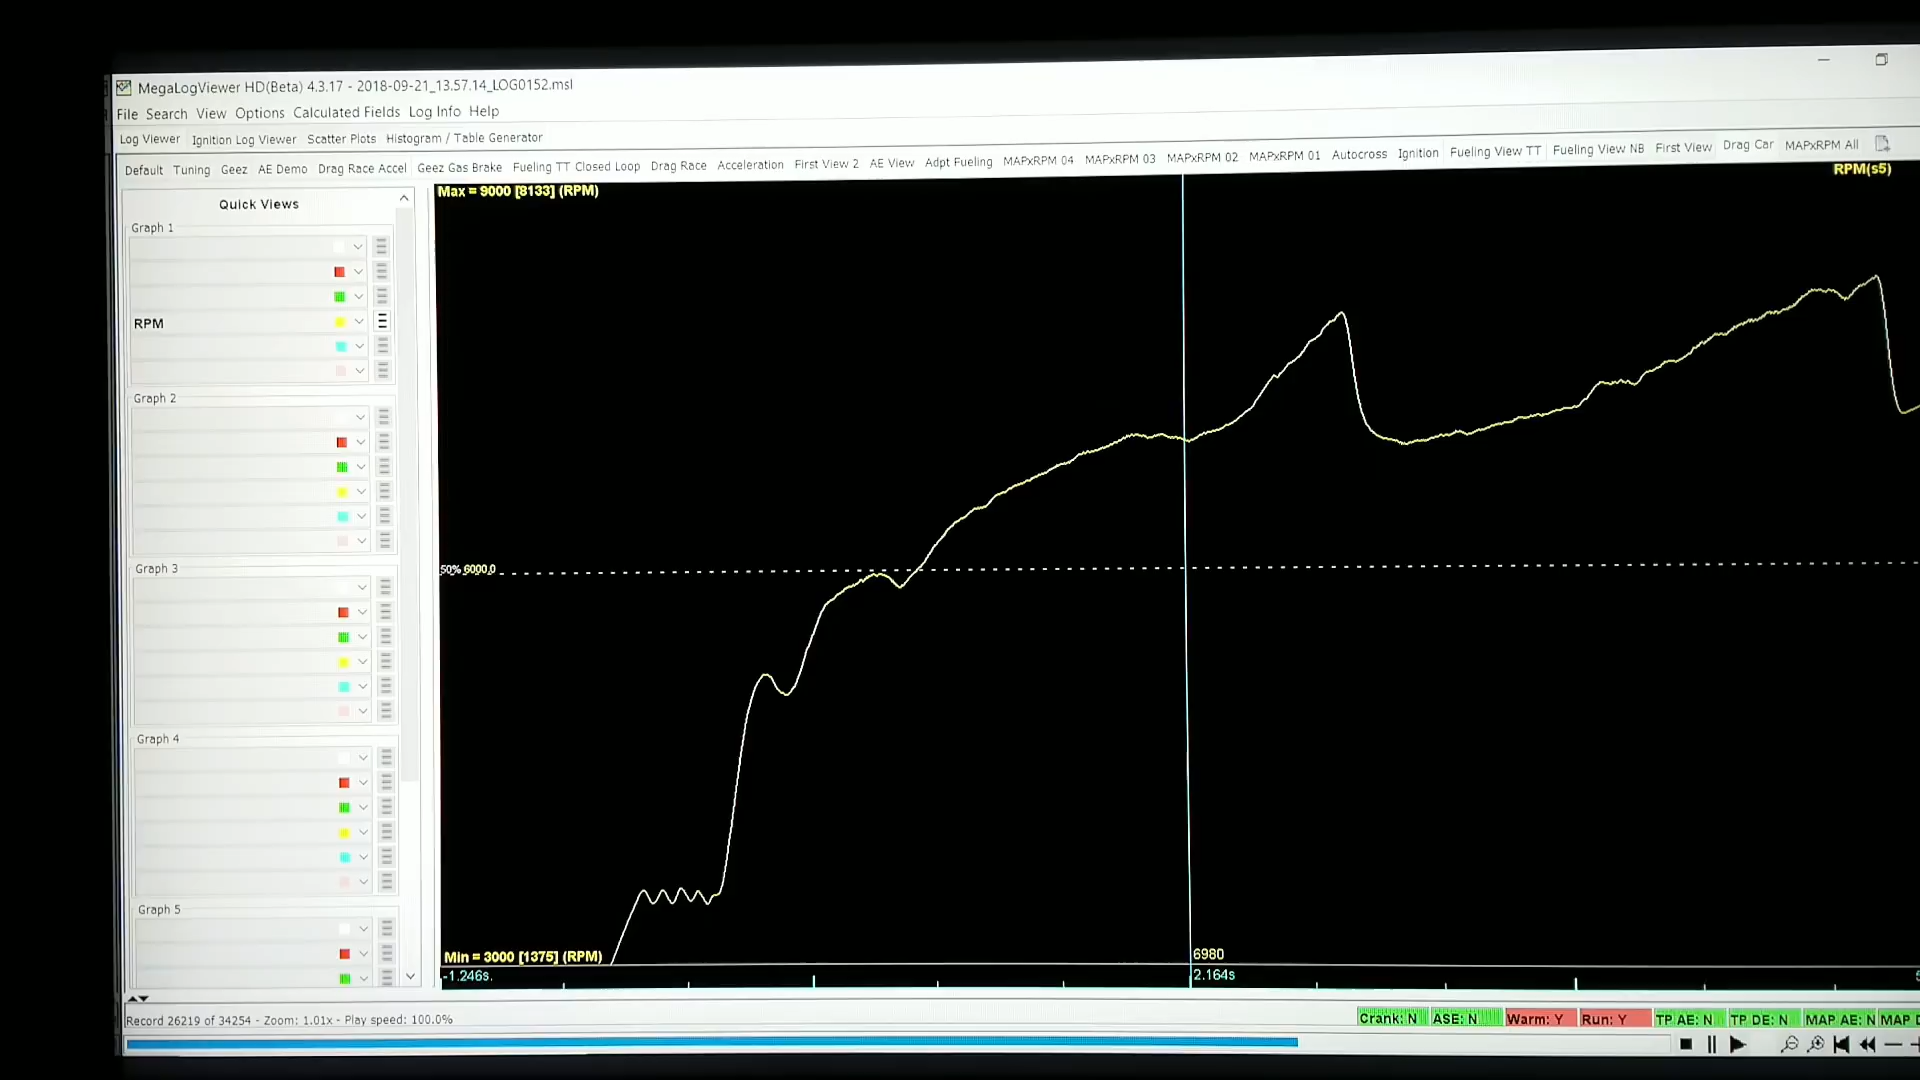 MegaLogViewer HD(Beta) 4.3.17 - 2018-09-21_13.57.14_LOG0152.msl
File Search View Options Calculated Fields Log Info Help
Log Viewer Ignition Log Viewer Scatter Plots Histogram / Table Generator
Default Tuning Geez AE Demo Drag Race Accel Geez Gas Brake Fueling TT Closed Loop Drag Race Acceleration First View 2 AE View Adpt Fueling MAPxRPM 04 MAPxRPM 03 MAPxRPM 02 MAPxRPM 01 Autocross Ignition Fueling View TT Fueling View NB First View Drag Car MAPxRPM All
RPM(s5)
Max = 9000 [8133] (RPM)
Quick Views
Graph 1
RPM
Graph 2
Graph 3
50% 6000.0
Graph 4
Graph 5
Min = 3000 [1375] (RPM)
6980
-1.246s.
2.164s
Record 26219 of 34254 - Zoom: 1.01x - Play speed: 100.0%
Crank: N ASE: N Warm: Y Run: Y TP AE: N TP DE: N MAP AE: N MAP D